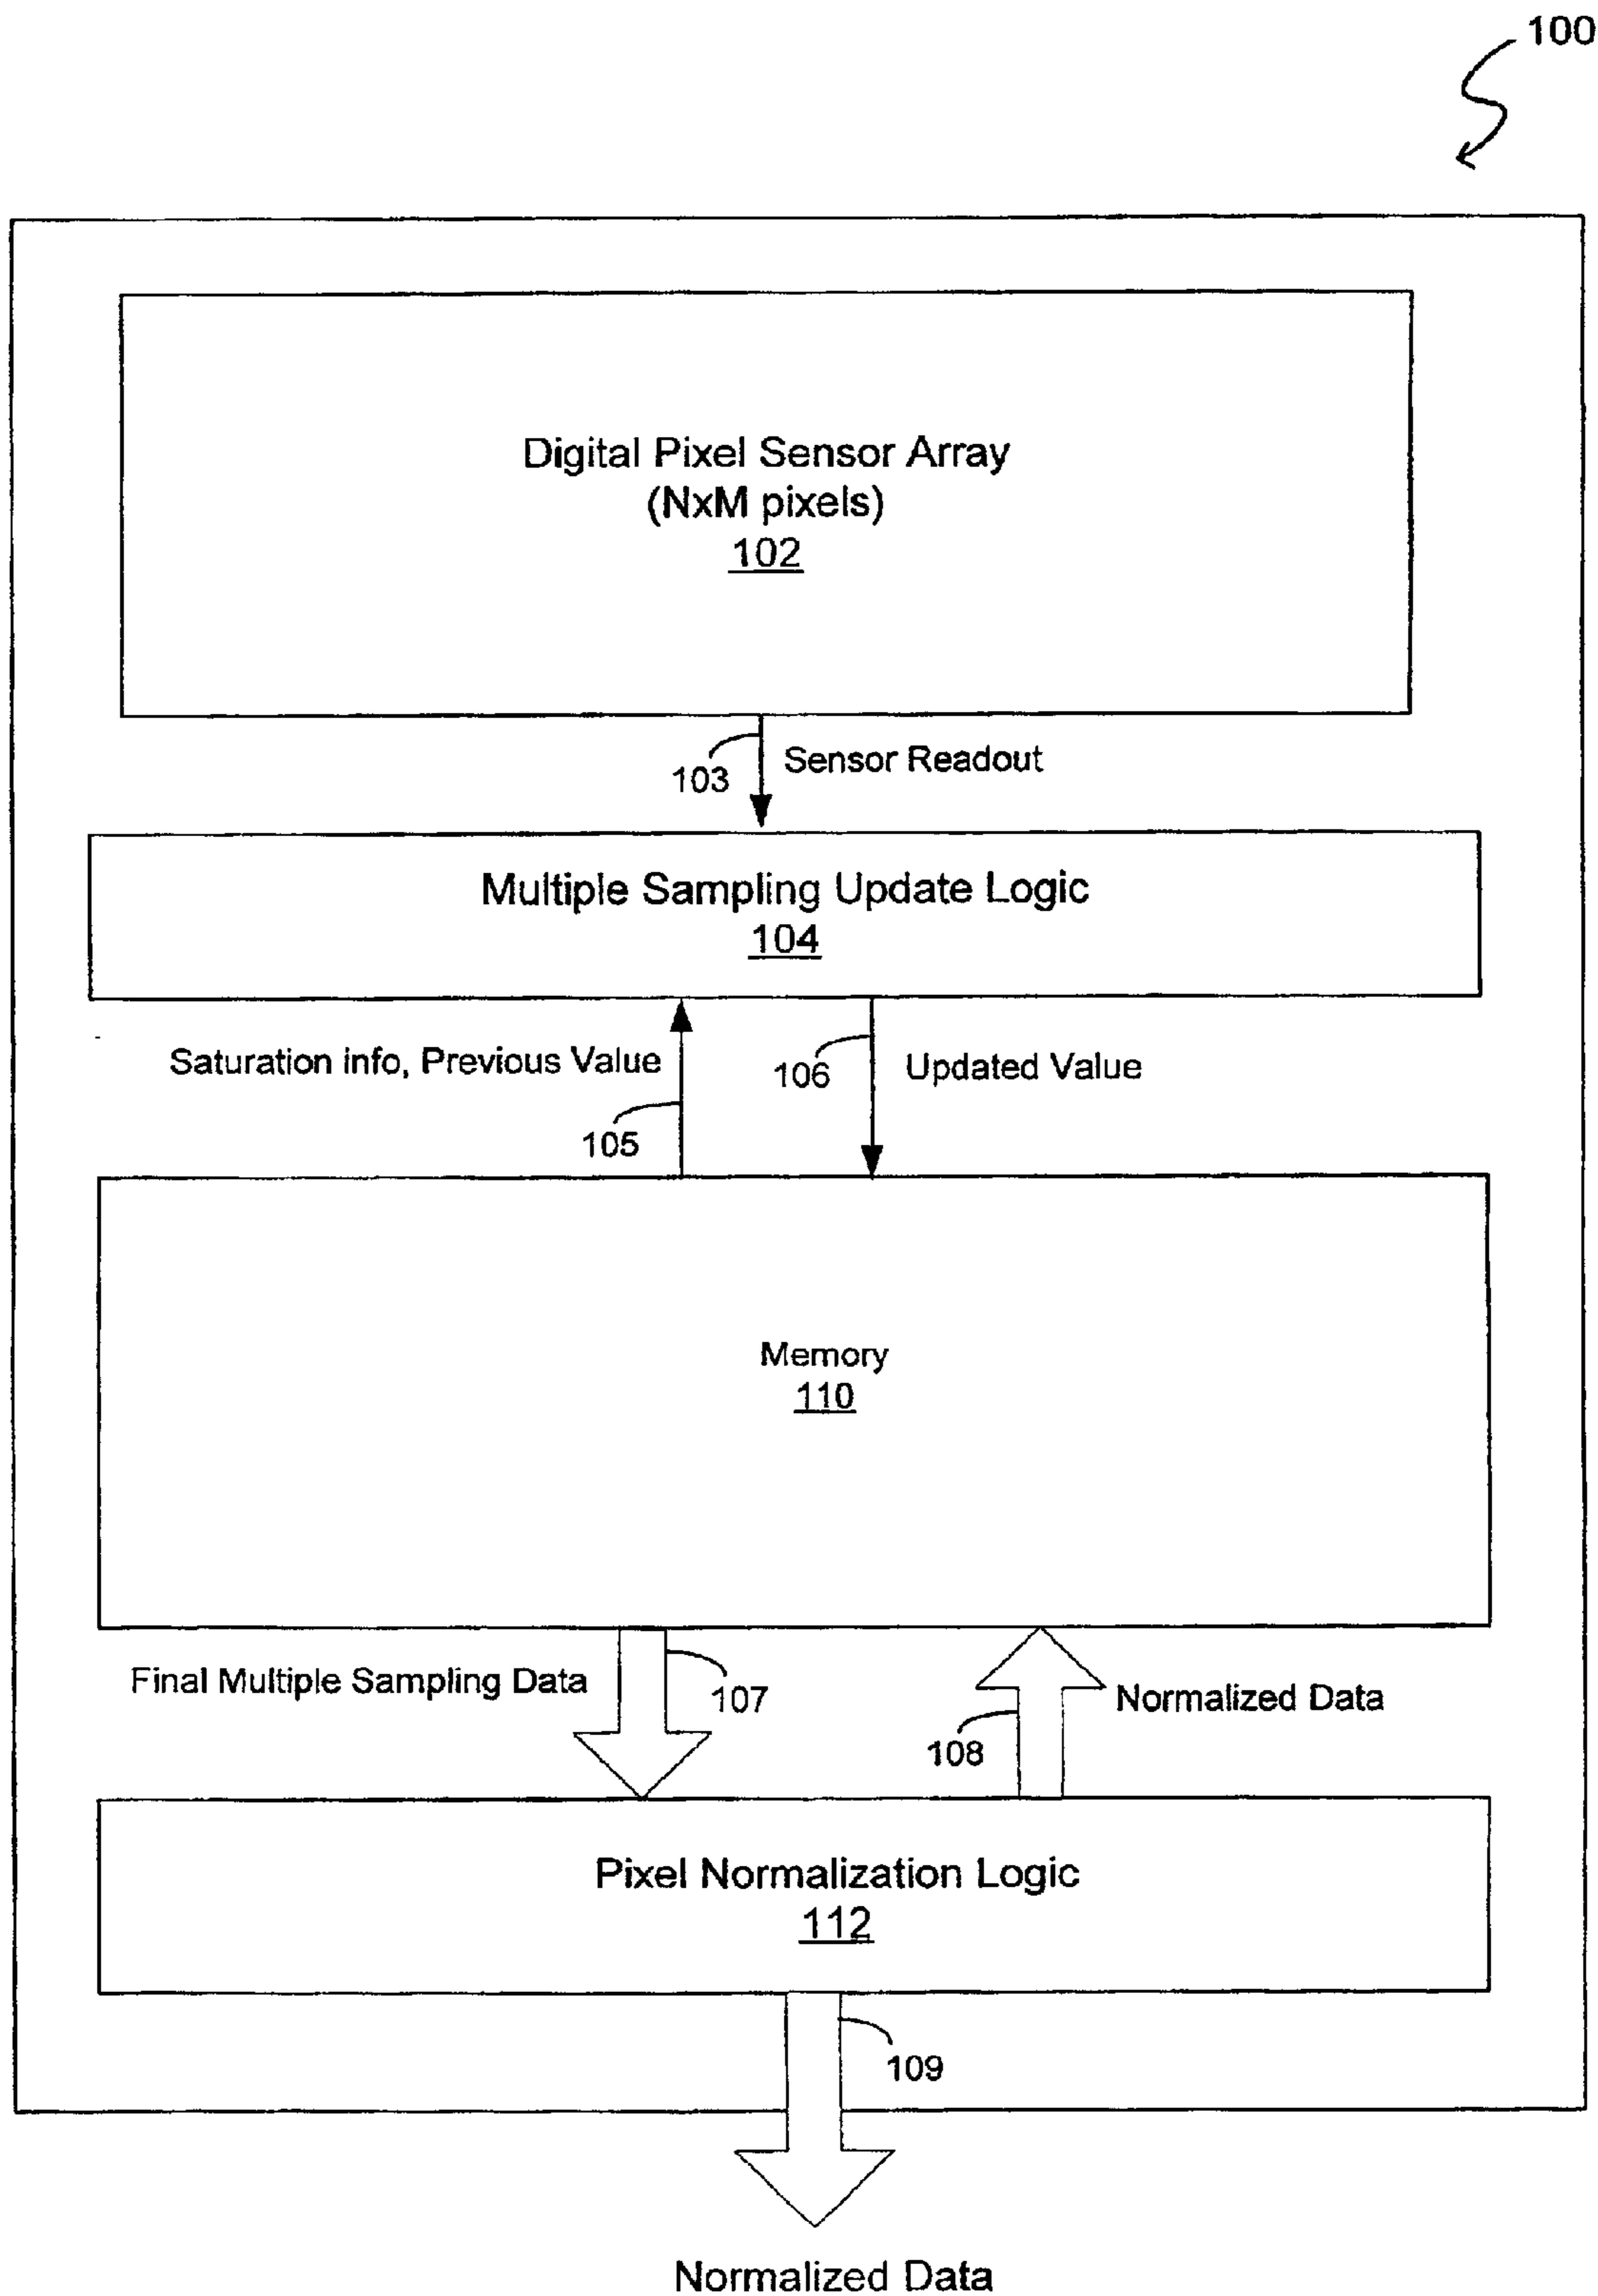 100
Digital Pixel Sensor Array
(NxM pixels)
102
103
Sensor Readout
Multiple Sampling Update Logic
104
Saturation info, Previous Value
105
106
Updated Value
Memory
110
Final Multiple Sampling Data
107
108
Normalized Data
Pixel Normalization Logic
112
109
Normalized Data